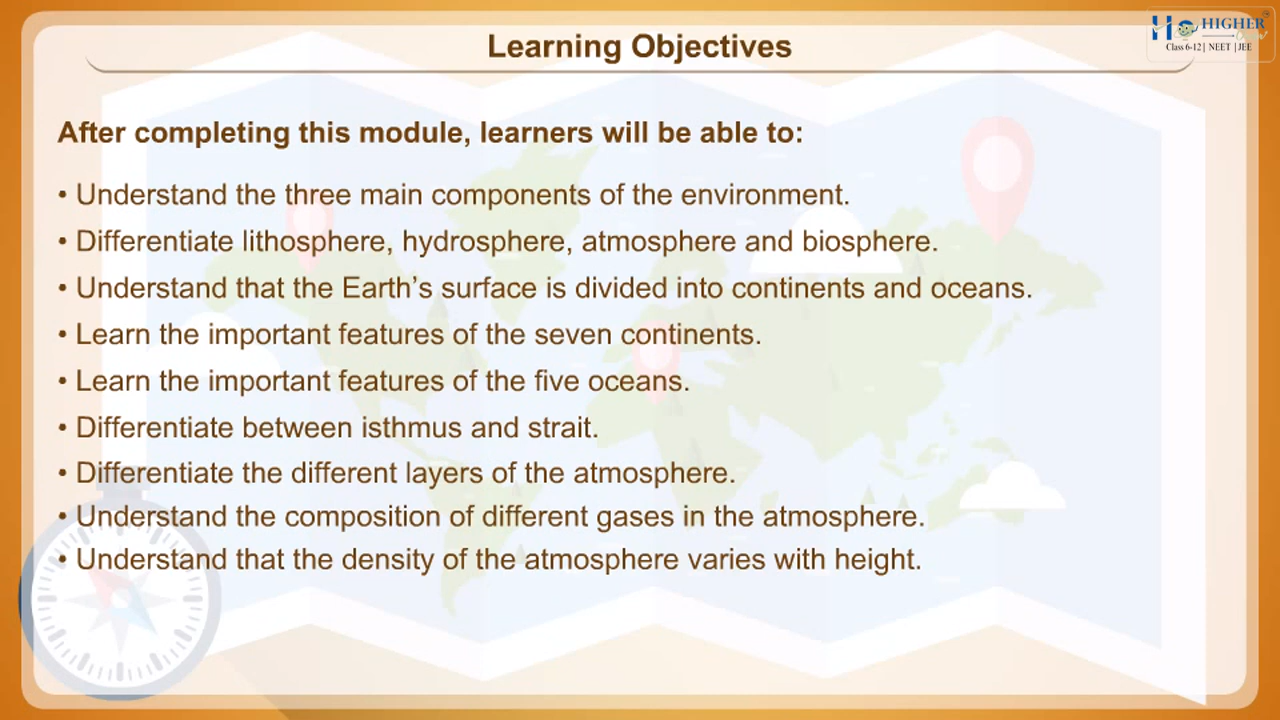 Learning Objectives
HIGHER
Class 6-12 | NEET | JEE
After completing this module, learners will be able to:
• Understand the three main components of the environment.
• Differentiate lithosphere, hydrosphere, atmosphere and biosphere.
• Understand that the Earth’s surface is divided into continents and oceans.
• Learn the important features of the seven continents.
• Learn the important features of the five oceans.
• Differentiate between isthmus and strait.
• Differentiate the different layers of the atmosphere.
• Understand the composition of different gases in the atmosphere.
• Understand that the density of the atmosphere varies with height.